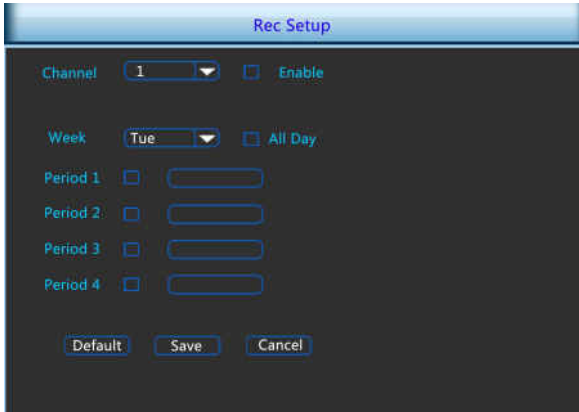 Rec Setup
Channel 1 Enable
Week Tue All Day
Period 1
Period 2
Period 3
Period 4
Default Save Cancel